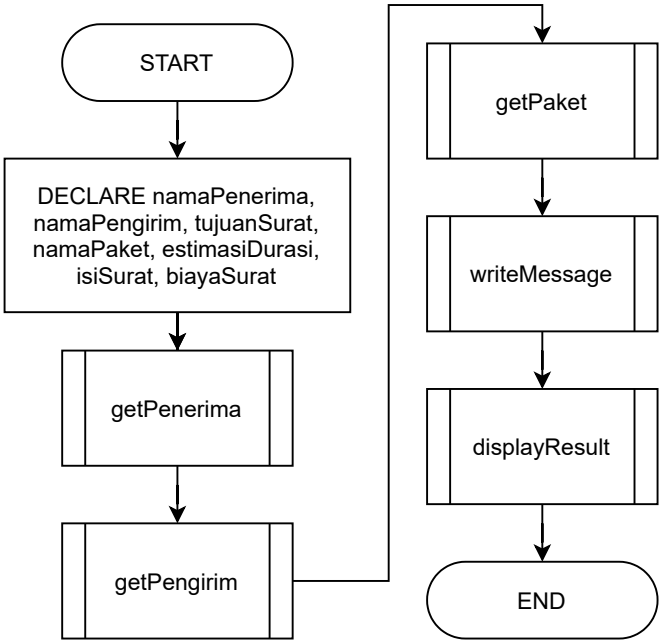 START
DECLARE namaPenerima,
namaPengirim, tujuanSurat,
namaPaket, estimasiDurasi,
isiSurat, biayaSurat
getPenerima
getPengirim
getPaket
writeMessage
displayResult
END